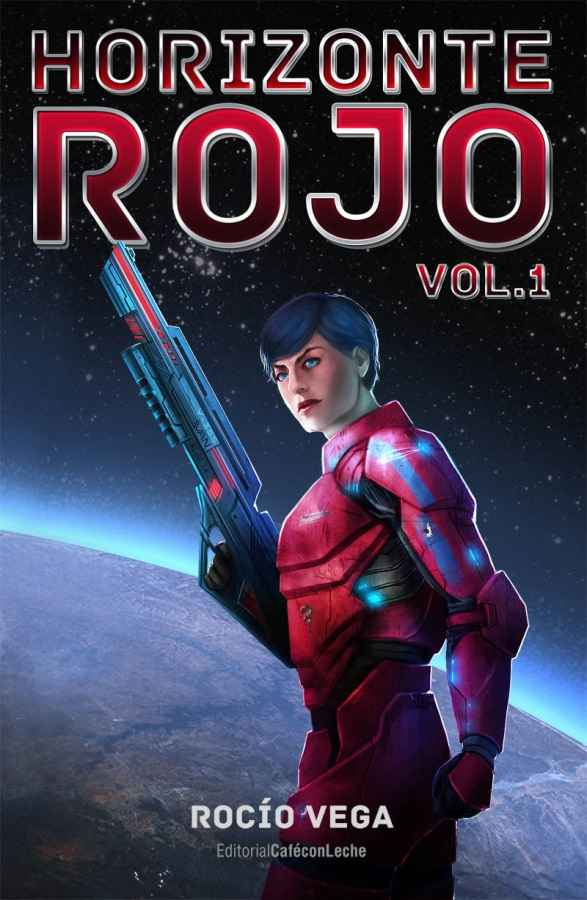 HORIZONTE
ROJO
VOL.1
ROCÍO VEGA
EditorialCaféconLeche